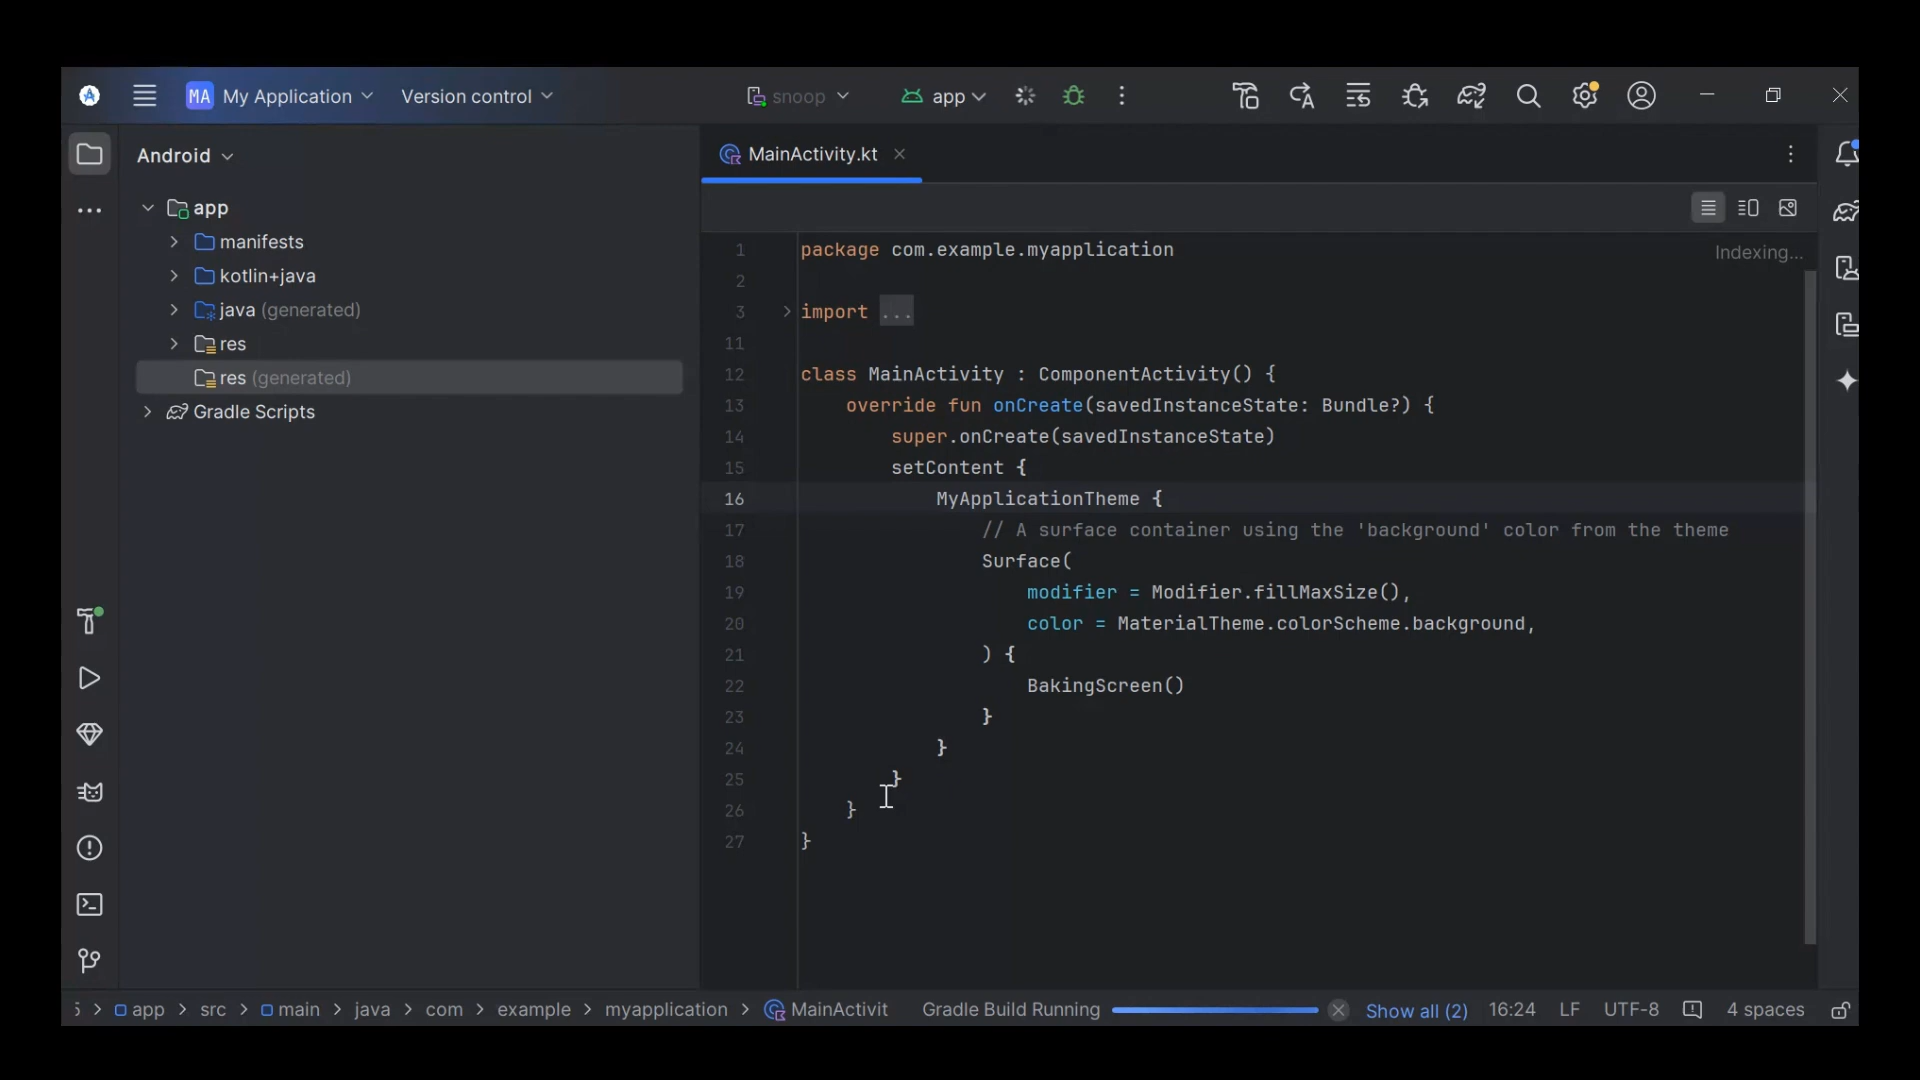 MA My Application Version control snoop app
Android
MainActivity.kt
app
manifests
kotlin+java
java (generated)
res
res (generated)
Gradle Scripts
Indexing...
1 package com.example.myapplication
2
3 import ...
11
12 class MainActivity : ComponentActivity() {
13 override fun onCreate(savedInstanceState: Bundle?) {
14 super.onCreate(savedInstanceState)
15 setContent {
16 MyApplicationTheme {
17 // A surface container using the 'background' color from the theme
18 Surface(
19 modifier = Modifier.fillMaxSize(),
20 color = MaterialTheme.colorScheme.background,
21 ) {
22 BakingScreen()
23 }
24 }
25 }
26 }
27 }
> app > src > main > java > com > example > myapplication > MainActivit Gradle Build Running Show all (2) 16:24 LF UTF-8 4 spaces